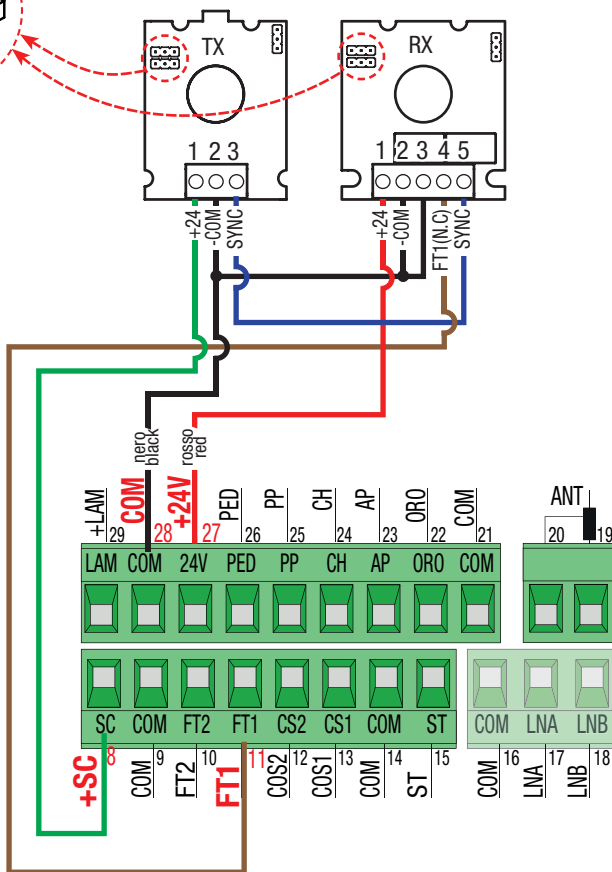 TX
RX
1 2 3
1 2 3 4 5
+24
-COM
SYNC
+24
-COM
FT1(N.C)
SYNC
nero
black
rosso
red
+LAM
COM
+24V
PED
PP
CH
AP
ORO
COM
ANT
29 28 27 26 25 24 23 22 21 20 19
LAM COM 24V PED PP CH AP ORO COM
SC COM FT2 FT1 CS2 CS1 COM ST COM LNA LNB
8 9 10 11 12 13 14 15 16 17 18
+SC
COM
FT2
FT1
COS2
COS1
COM
ST
COM
LNA
LNB